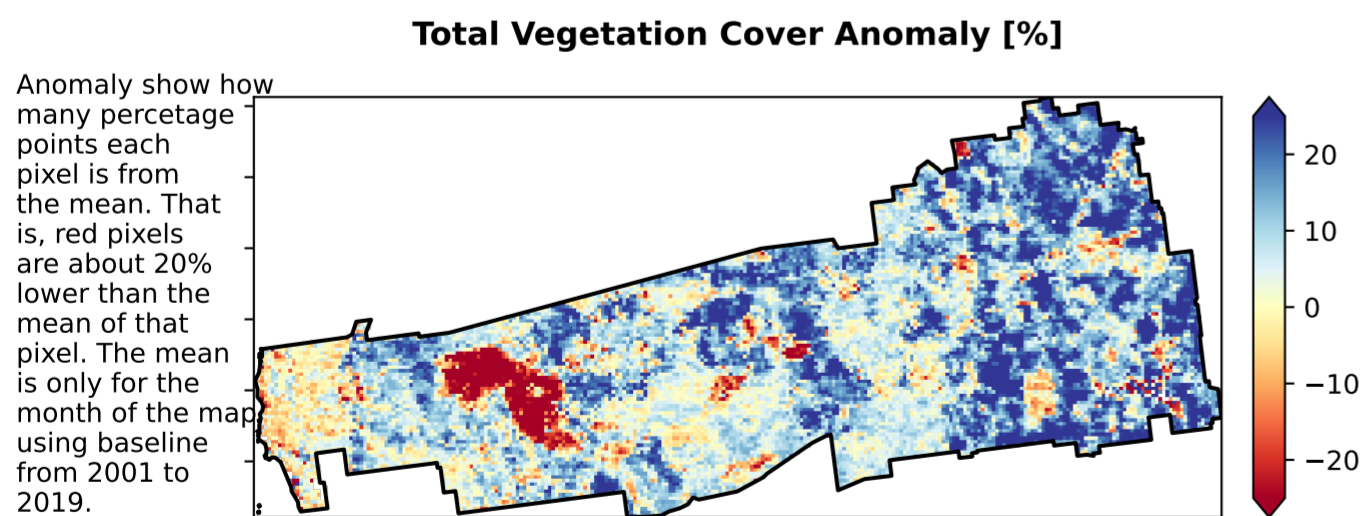 Total Vegetation Cover Anomaly [%]
Anomaly show how
many percetage
points each
pixel is from
the mean. That
is, red pixels
are about 20%
lower than the
mean of that
pixel. The mean
is only for the
month of the map
using baseline
from 2001 to
2019.
20
10
0
−10
−20